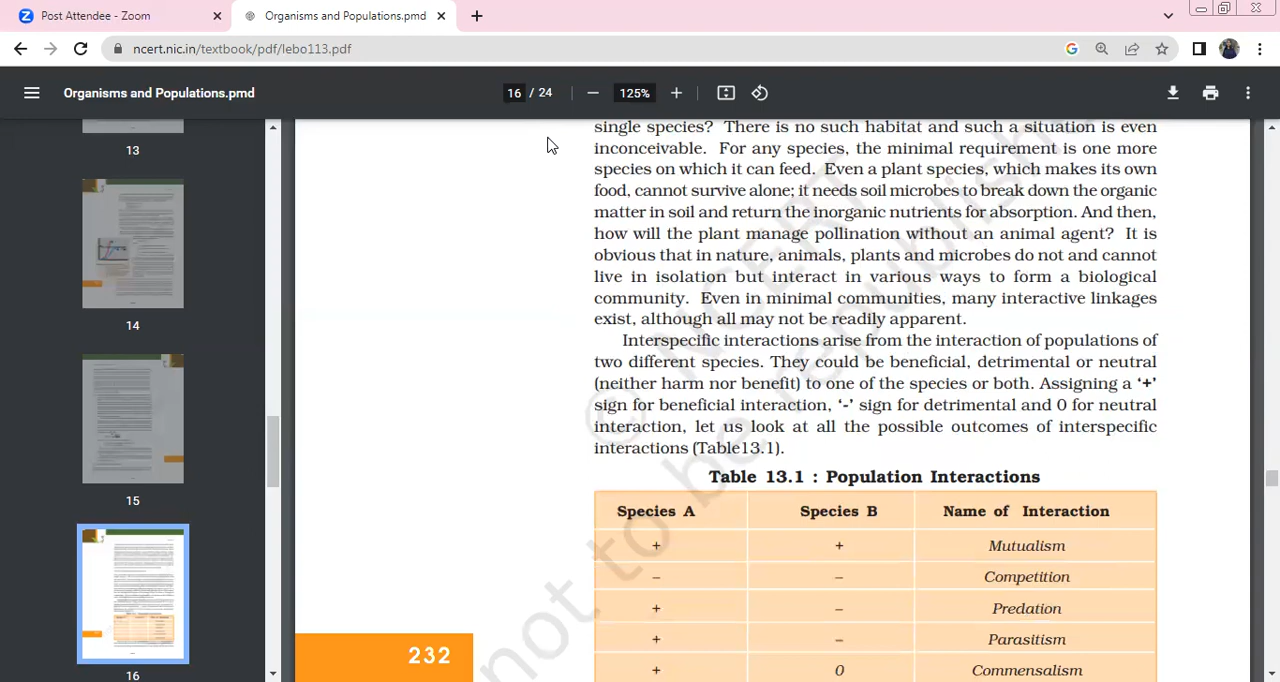 Post Attendee - Zoom
Organisms and Populations.pmd
ncert.nic.in/textbook/pdf/lebo113.pdf
Organisms and Populations.pmd
16 / 24
125%
13
14
15
16
single species? There is no such habitat and such a situation is even
inconceivable. For any species, the minimal requirement is one more
species on which it can feed. Even a plant species, which makes its own
food, cannot survive alone; it needs soil microbes to break down the organic
matter in soil and return the inorganic nutrients for absorption. And then,
how will the plant manage pollination without an animal agent? It is
obvious that in nature, animals, plants and microbes do not and cannot
live in isolation but interact in various ways to form a biological
community. Even in minimal communities, many interactive linkages
exist, although all may not be readily apparent.
Interspecific interactions arise from the interaction of populations of
two different species. They could be beneficial, detrimental or neutral
(neither harm nor benefit) to one of the species or both. Assigning a '+'
sign for beneficial interaction, '-' sign for detrimental and 0 for neutral
interaction, let us look at all the possible outcomes of interspecific
interactions (Table13.1).
Table 13.1 : Population Interactions
Species A Species B Name of Interaction
+ + Mutualism
– – Competition
+ – Predation
+ – Parasitism
+ 0 Commensalism
232
© NCERT
not to be republish